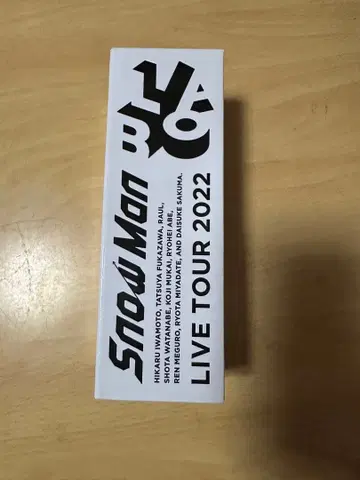 Snow Man
HIKARU IWAMOTO, TATSUYA FUKAZAWA, RAUL,
SHOTA WATANABE, KOJI MUKAI, RYOHEI ABE,
REN MEGURO, RYOTA MIYADATE, AND DAISUKE SAKUMA.
LIVE TOUR 2022